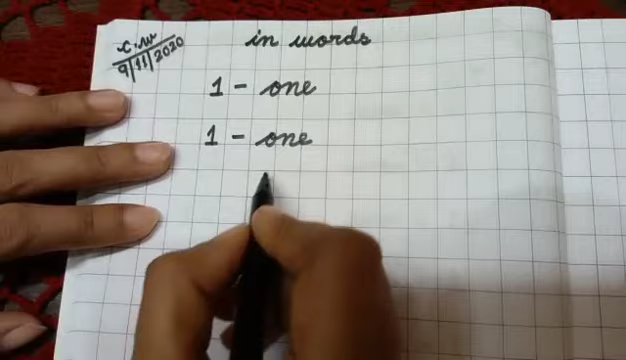 c.w
9/11/2020
in words
1 - one
1 - one